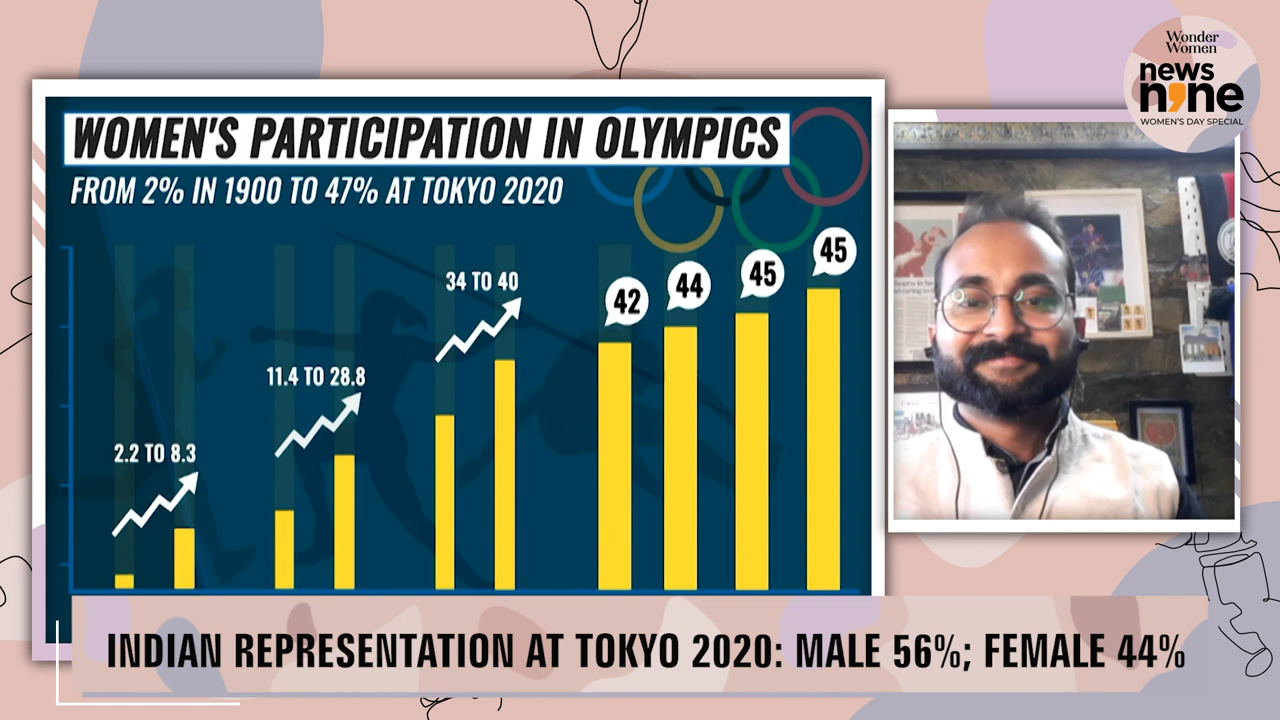 WOMEN'S PARTICIPATION IN OLYMPICS
FROM 2% IN 1900 TO 47% AT TOKYO 2020
2.2 TO 8.3
11.4 TO 28.8
34 TO 40
42
44
45
45
Wonder
Women
news
n9ne
WOMEN'S DAY SPECIAL
INDIAN REPRESENTATION AT TOKYO 2020: MALE 56%; FEMALE 44%